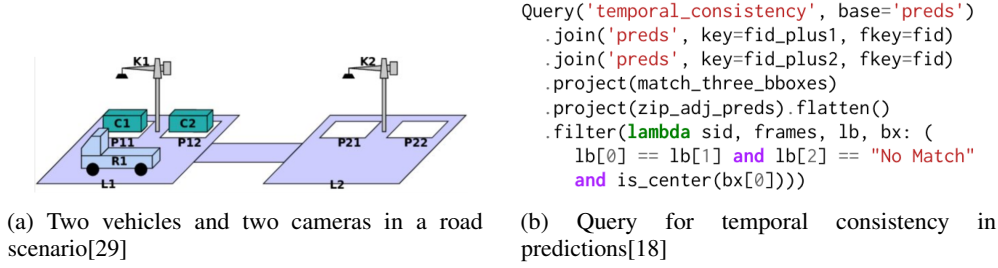 K1
K2
C1
C2
P11
P12
P21
P22
R1
L1
L2
(a) Two vehicles and two cameras in a road
scenario[29]
Query('temporal_consistency', base='preds')
.join('preds', key=fid_plus1, fkey=fid)
.join('preds', key=fid_plus2, fkey=fid)
.project(match_three_bboxes)
.project(zip_adj_preds).flatten()
.filter(lambda sid, frames, lb, bx: (
lb[0] == lb[1] and lb[2] == "No Match"
and is_center(bx[0])))
(b) Query for temporal consistency in
predictions[18]